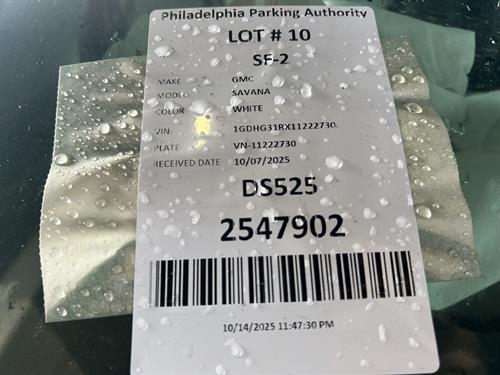 Philadelphia Parking Authority
LOT # 10
SF-2
MAKE GMC
MODEL SAVANA
COLOR WHITE
VIN: 1GDHG31RX11222730
PLATE VN-11222730
RECEIVED DATE 10/07/2025
DS525
2547902
10/14/2025 11:47:30 PM